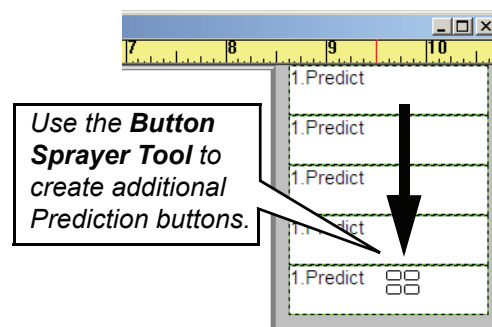 7 8 9 10
1.Predict
1.Predict
1.Predict
1.Predict
1.Predict
Use the Button
Sprayer Tool to
create additional
Prediction buttons.